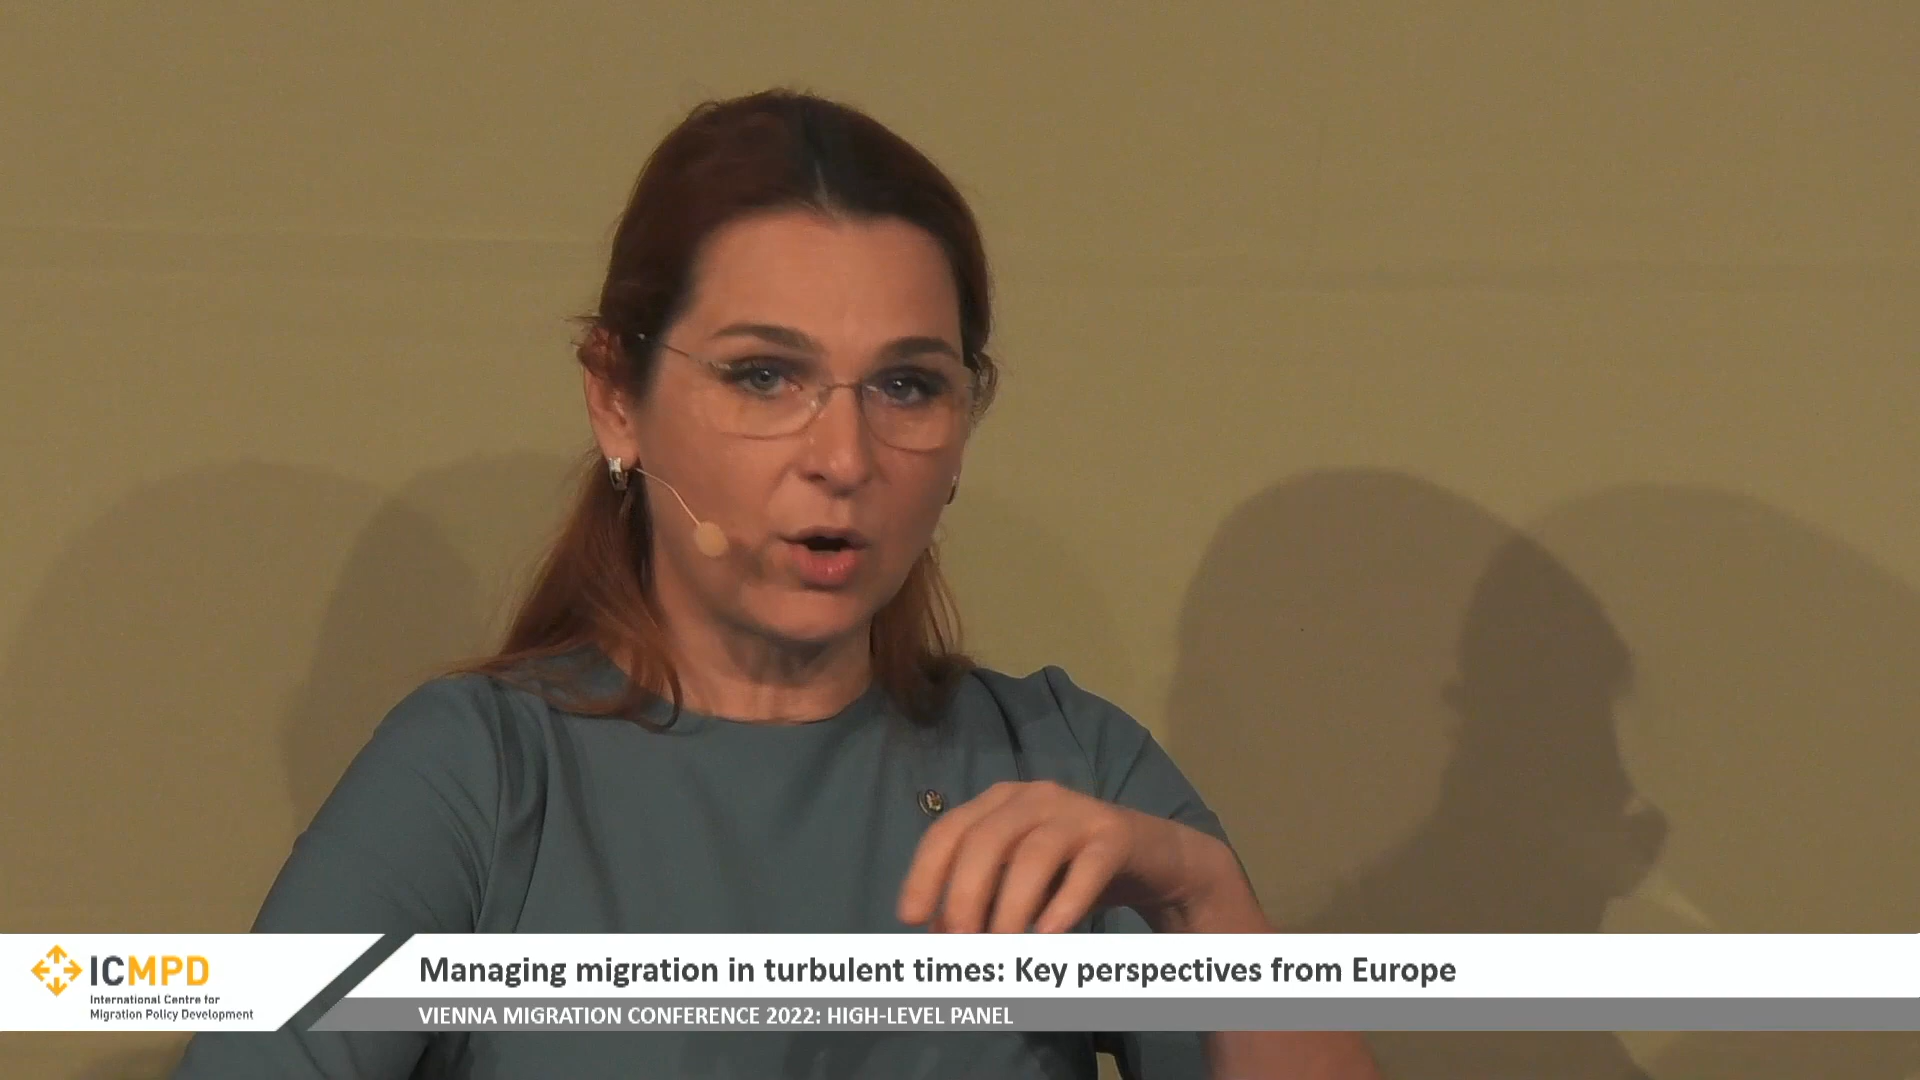 ICMPD
International Centre for
Migration Policy Development
Managing migration in turbulent times: Key perspectives from Europe
VIENNA MIGRATION CONFERENCE 2022: HIGH-LEVEL PANEL